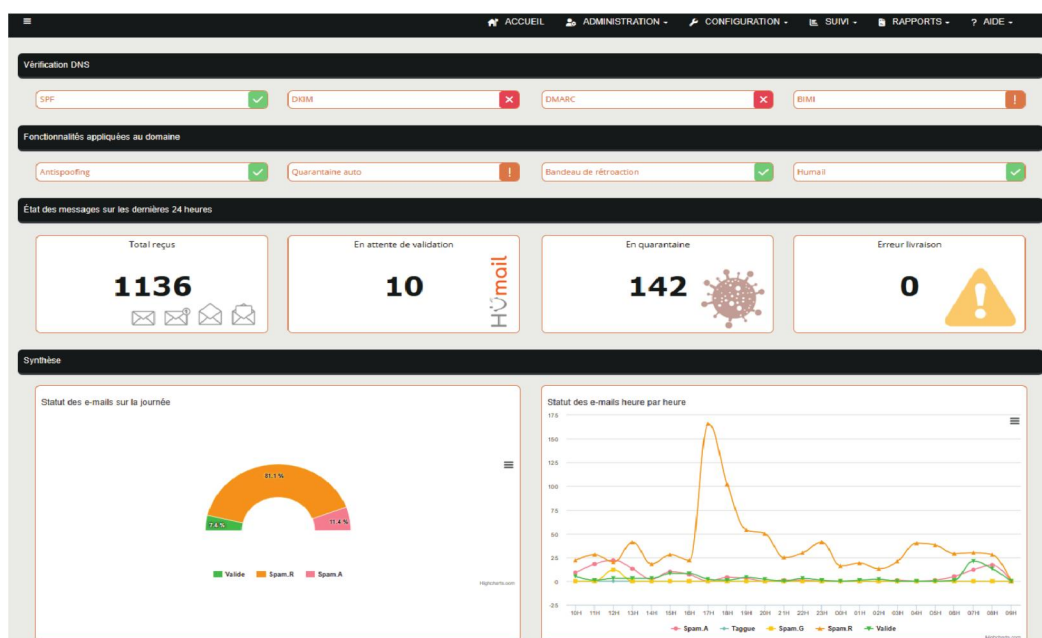 ACCUEIL ADMINISTRATION CONFIGURATION SUIVI RAPPORTS ? AIDE
Vérification DNS
SPF DKIM DMARC BIMI
Fonctionnalités appliquées au domaine
Antispoofing Quarantaine auto Bandeau de rétroaction Humail
État des messages sur les dernières 24 heures
Total reçus En attente de validation En quarantaine Erreur livraison
1136 10 142 0
Humail
Synthèse
Statut des e-mails sur la journée
81.1 %
7.4 % 11.4 %
Valide Spam.R Spam.A
Highcharts.com
Statut des e-mails heure par heure
175
150
125
100
75
50
25
0
-25
10H 11H 12H 13H 14H 15H 16H 17H 18H 19H 20H 21H 22H 23H 00H 01H 02H 03H 04H 05H 06H 07H 08H 09H
Spam.A Taggue Spam.G Spam.R Valide
Highcharts.com